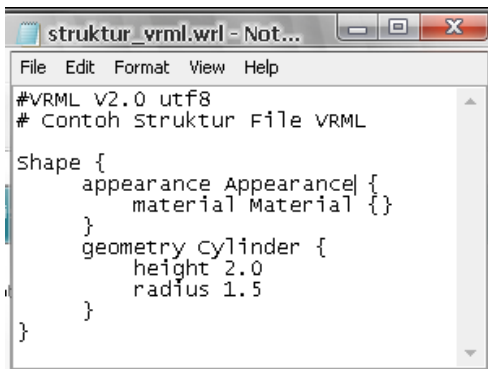 struktur_vrml.wrl - Not...
File Edit Format View Help
#VRML V2.0 utf8
# Contoh Struktur File VRML
Shape {
appearance Appearance {
material Material {}
}
geometry Cylinder {
height 2.0
radius 1.5
}
}